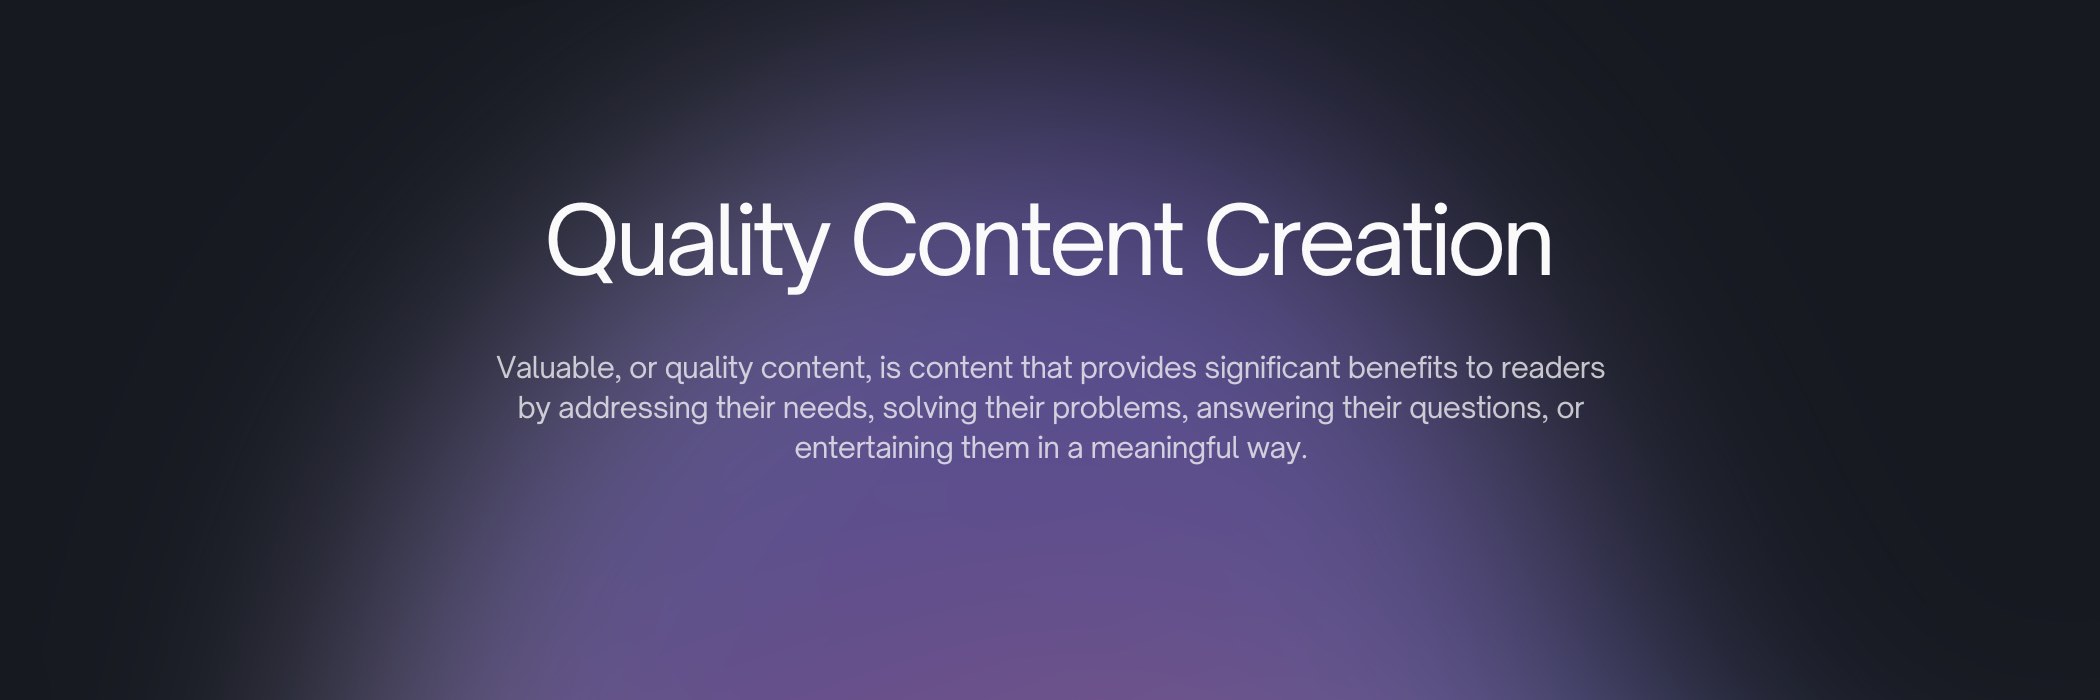 Quality Content Creation
Valuable, or quality content, is content that provides significant benefits to readers
by addressing their needs, solving their problems, answering their questions, or
entertaining them in a meaningful way.